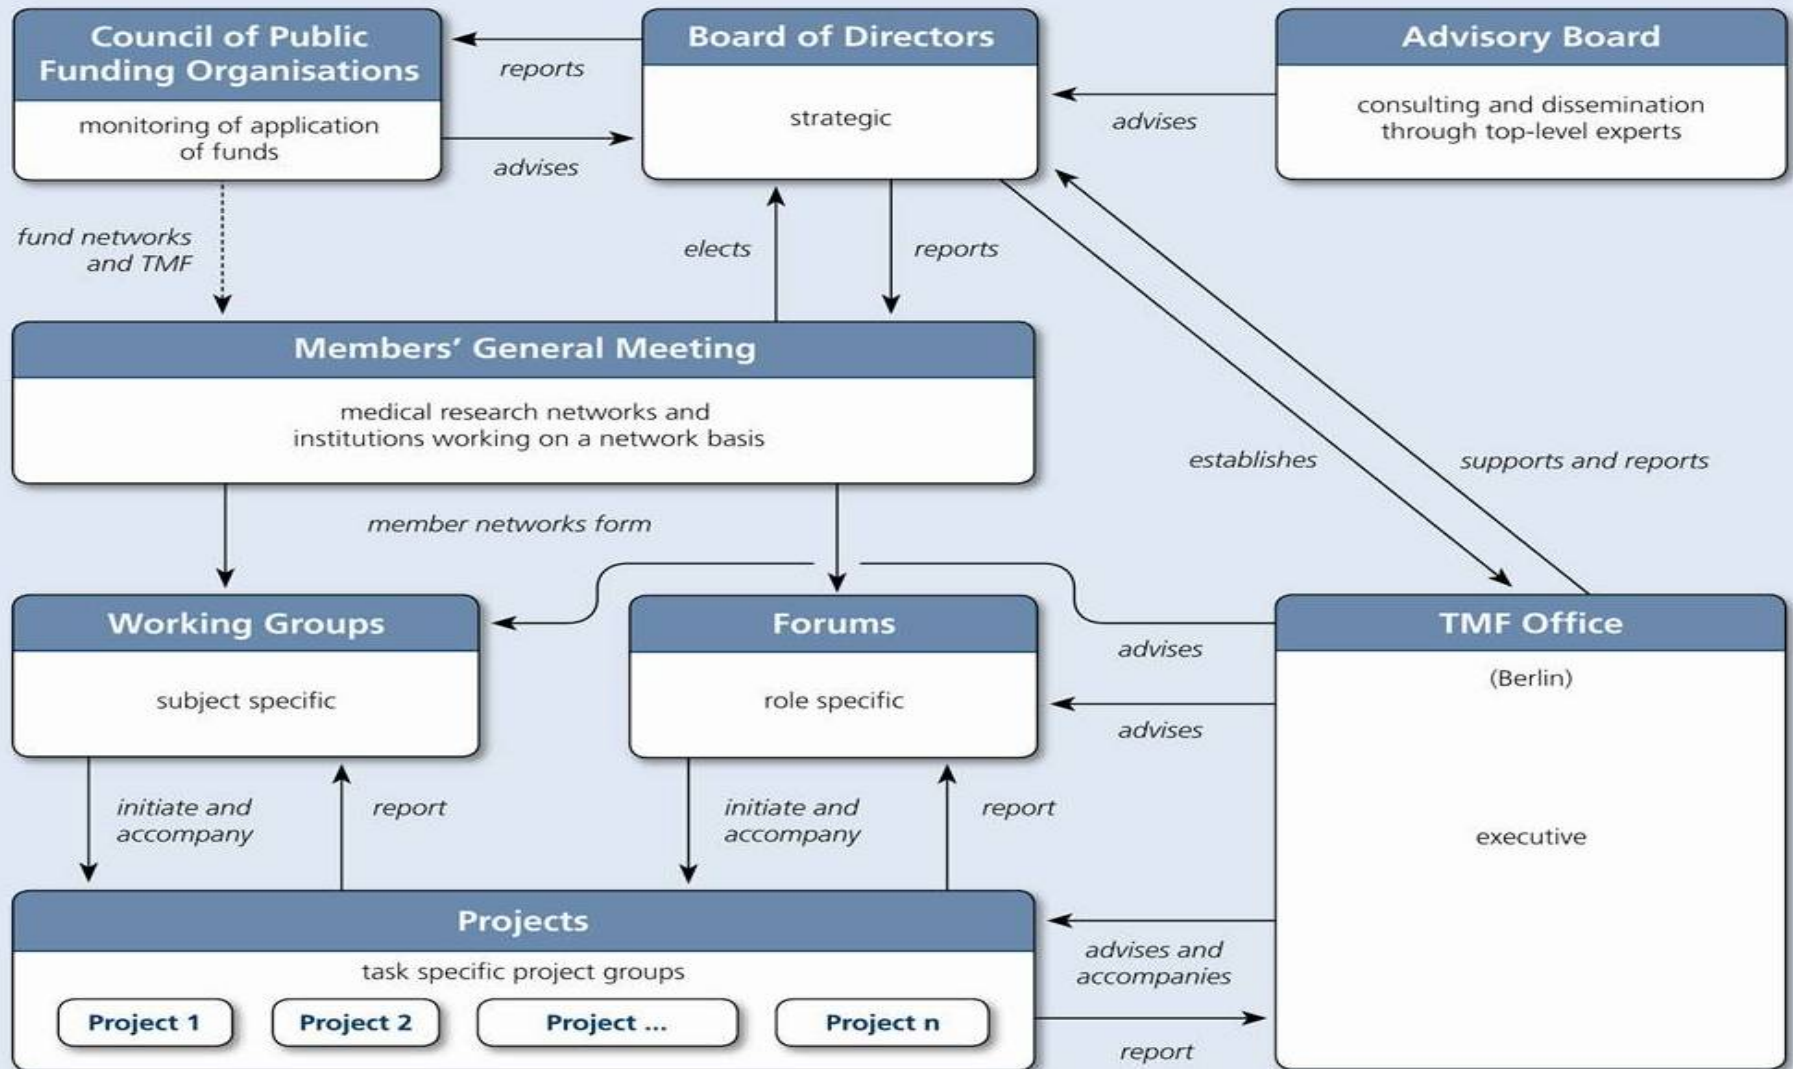 Council of Public
Funding Organisations
monitoring of application
of funds
reports
advises
Board of Directors
strategic
advises
Advisory Board
consulting and dissemination
through top-level experts
fund networks
and TMF
elects
reports
Members’ General Meeting
medical research networks and
institutions working on a network basis
establishes
supports and reports
member networks form
Working Groups
subject specific
Forums
role specific
advises
advises
TMF Office
(Berlin)
executive
initiate and
accompany
report
initiate and
accompany
report
Projects
task specific project groups
Project 1
Project 2
Project ...
Project n
advises and
accompanies
report